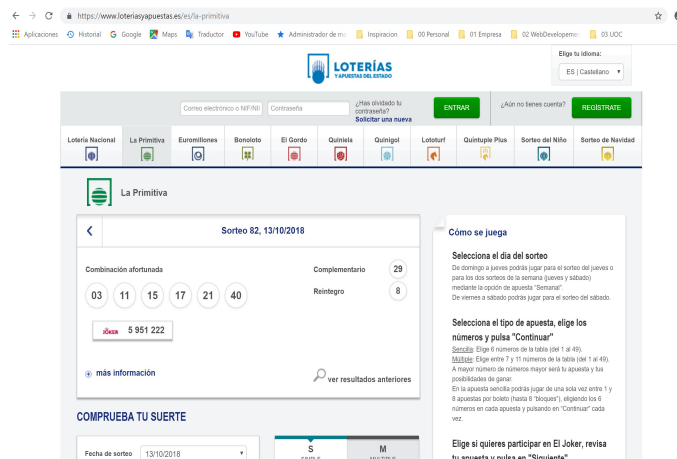 https://www.loteriasyapuestas.es/es/la-primitiva
Aplicaciones Historial Google Maps Traductor YouTube Administrador de mo Inspiracion 00 Personal 01 Empresa 02 WebDevelopement 03 UOC
Elige tu idioma:
LOTERÍAS
Y APUESTAS DEL ESTADO
ES | Castellano
Correo electrónico o NIF/NII
Contraseña
¿Has olvidado tu
contraseña?
Solicitar una nueva
ENTRAR
¿Aún no tienes cuenta?
REGÍSTRATE
Lotería Nacional La Primitiva Euromillones Bonoloto El Gordo Quiniela Quinigol Lototurf Quíntuple Plus Sorteo del Niño Sorteo de Navidad
La Primitiva
Sorteo 82, 13/10/2018
Combinación afortunada
03 11 15 17 21 40
Complementario 29
Reintegro 8
JOKER 5 951 222
más información
ver resultados anteriores
COMPRUEBA TU SUERTE
Fecha de sorteo 13/10/2018
S
SIMPLE
M
MÚLTIPLE
Cómo se juega
Selecciona el dia del sorteo
De domingo a jueves podrás jugar para el sorteo del jueves o
para los dos sorteos de la semana (jueves y sábado)
mediante la opción de apuesta "Semanal".
De viernes a sábado podrás jugar para el sorteo del sábado.
Selecciona el tipo de apuesta, elige los
números y pulsa "Continuar"
Sencilla: Elige 6 números de la tabla (del 1 al 49).
Múltiple: Elige entre 7 y 11 números de la tabla (del 1 al 49).
A mayor número de números mayor será tu apuesta y tus
posibilidades de ganar.
En la apuesta sencilla podrás jugar de una sola vez entre 1 y
8 apuestas por boleto (hasta 8 "bloques"), eligiendo los 6
números en cada apuesta y pulsando en "Continuar" cada
vez.
Elige si quieres participar en El Joker, revisa
tu apuesta y pulsa en "Siguiente"